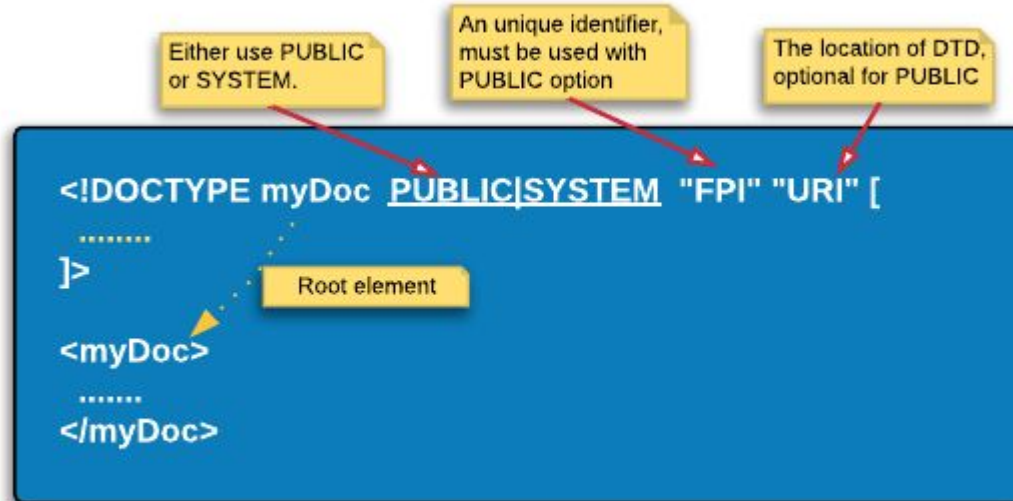 Either use PUBLIC
or SYSTEM.
An unique identifier,
must be used with
PUBLIC option
The location of DTD,
optional for PUBLIC
<!DOCTYPE myDoc PUBLIC|SYSTEM "FPI" "URI" [
........
]>
Root element
<myDoc>
.......
</myDoc>